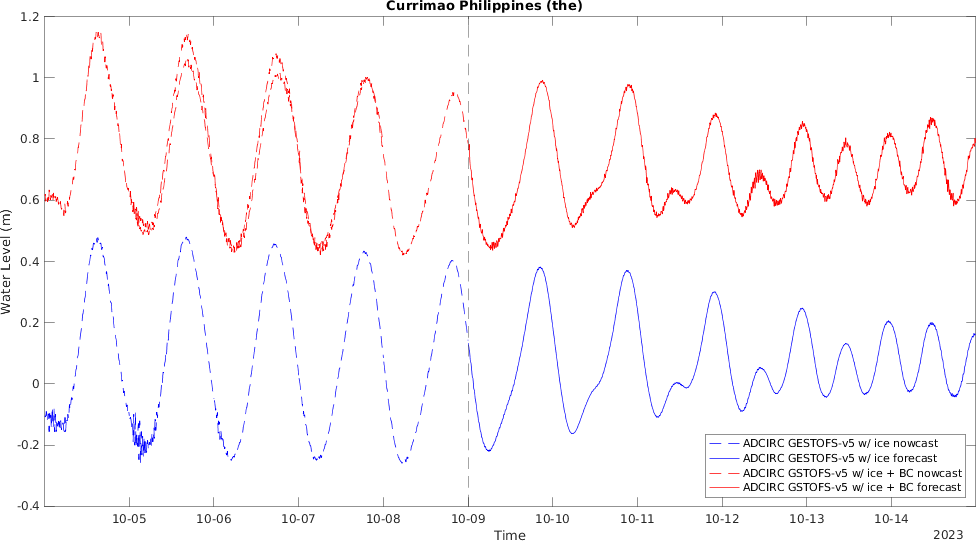 Currimao Philippines (the)
1.2
1
0.8
0.6
0.4
0.2
0
-0.2
-0.4
Water Level (m)
ADCIRC GESTOFS-v5 w/ ice nowcast
ADCIRC GESTOFS-v5 w/ ice forecast
ADCIRC GSTOFS-v5 w/ ice + BC nowcast
ADCIRC GSTOFS-v5 w/ ice + BC forecast
10-05 10-06 10-07 10-08 10-09 10-10 10-11 10-12 10-13 10-14
Time
2023